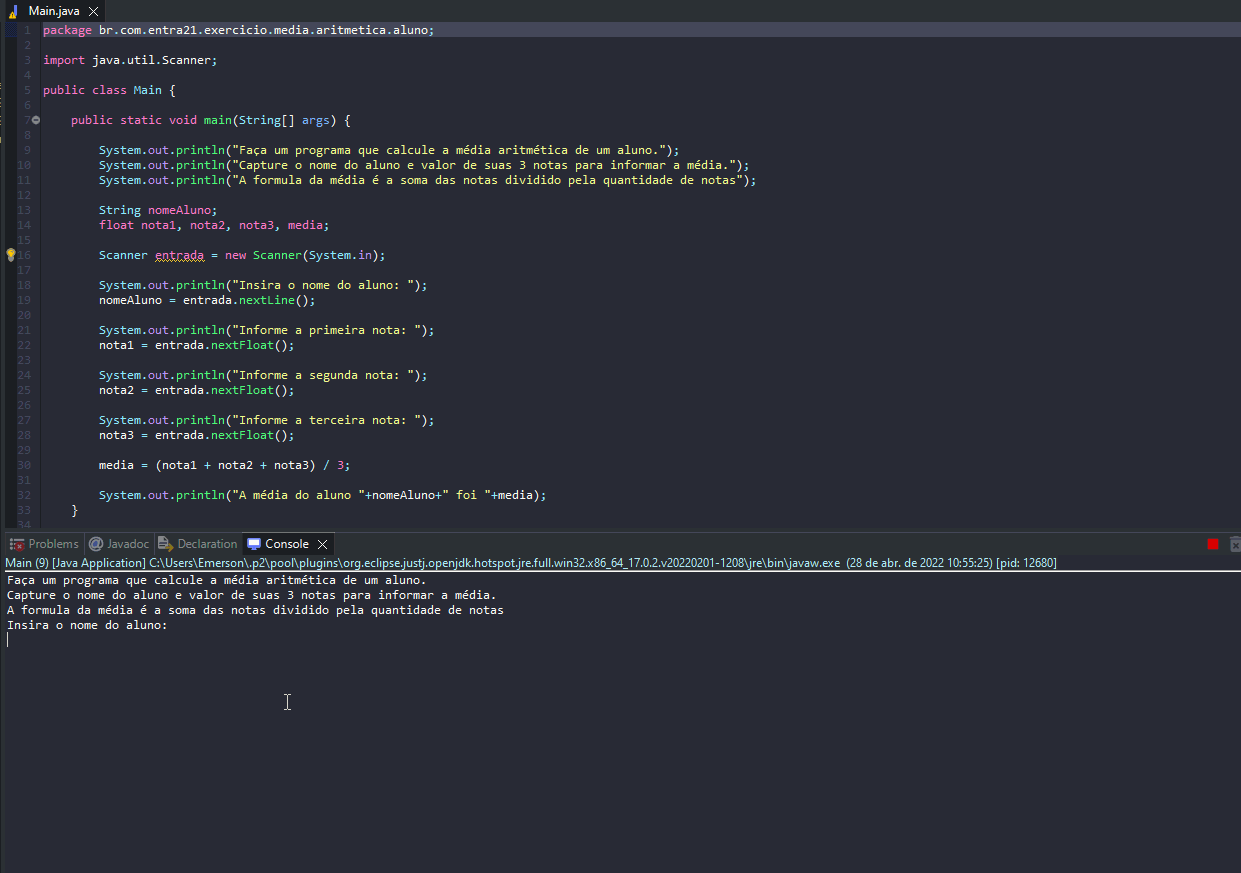 Main.java
1 package br.com.entra21.exercicio.media.aritmetica.aluno;
2
3 import java.util.Scanner;
4
5 public class Main {
6
7 public static void main(String[] args) {
8
9 System.out.println("Faça um programa que calcule a média aritmética de um aluno.");
10 System.out.println("Capture o nome do aluno e valor de suas 3 notas para informar a média.");
11 System.out.println("A formula da média é a soma das notas dividido pela quantidade de notas");
12
13 String nomeAluno;
14 float nota1, nota2, nota3, media;
15
16 Scanner entrada = new Scanner(System.in);
17
18 System.out.println("Insira o nome do aluno: ");
19 nomeAluno = entrada.nextLine();
20
21 System.out.println("Informe a primeira nota: ");
22 nota1 = entrada.nextFloat();
23
24 System.out.println("Informe a segunda nota: ");
25 nota2 = entrada.nextFloat();
26
27 System.out.println("Informe a terceira nota: ");
28 nota3 = entrada.nextFloat();
29
30 media = (nota1 + nota2 + nota3) / 3;
31
32 System.out.println("A média do aluno "+nomeAluno+" foi "+media);
33 }
34
Problems @ Javadoc Declaration Console
Main (9) [Java Application] C:\Users\Emerson\.p2\pool\plugins\org.eclipse.justj.openjdk.hotspot.jre.full.win32.x86_64_17.0.2.v20220201-1208\jre\bin\javaw.exe (28 de abr. de 2022 10:55:25) [pid: 12680]
Faça um programa que calcule a média aritmética de um aluno.
Capture o nome do aluno e valor de suas 3 notas para informar a média.
A formula da média é a soma das notas dividido pela quantidade de notas
Insira o nome do aluno: